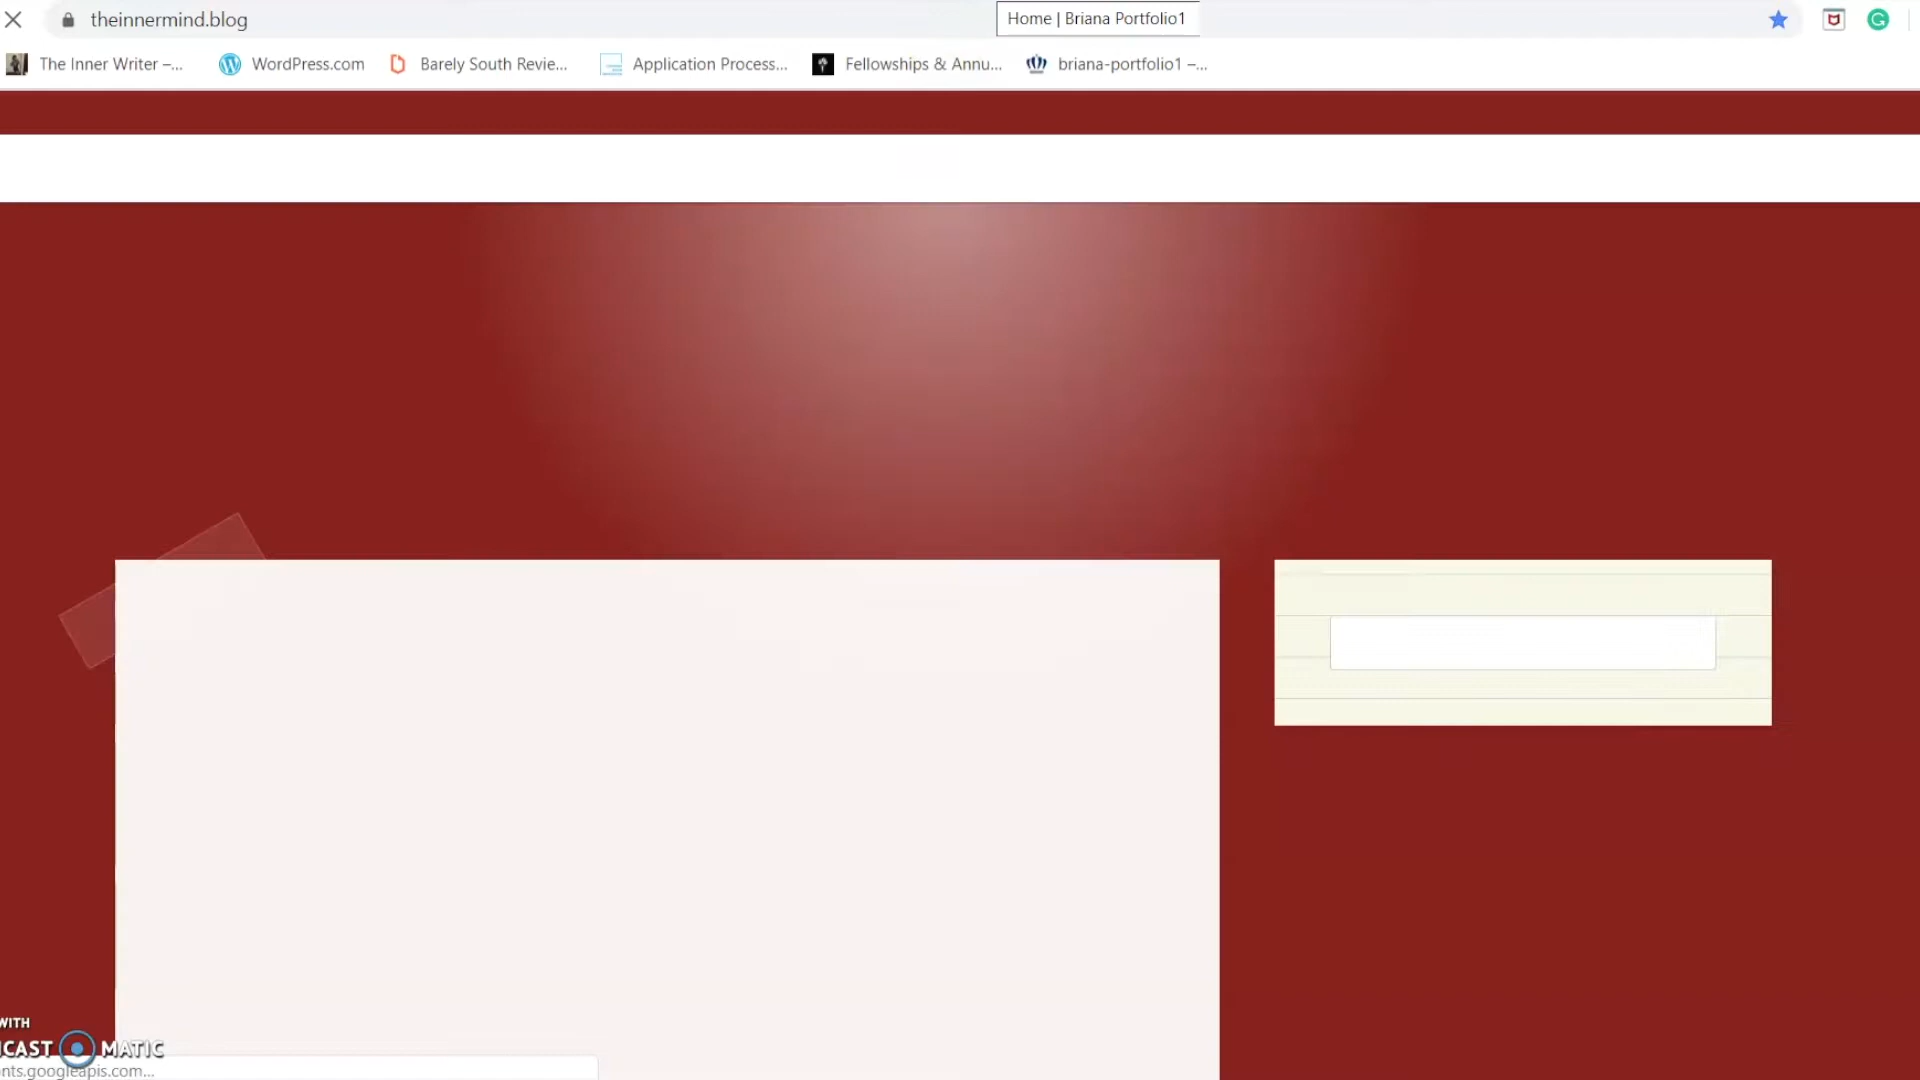 theinnermind.blog
Home | Briana Portfolio1
The Inner Writer –...
WordPress.com
Barely South Revie...
Application Process...
Fellowships & Annu...
briana-portfolio1 –...
WITH
CAST MATIC
nts.googleapis.com...